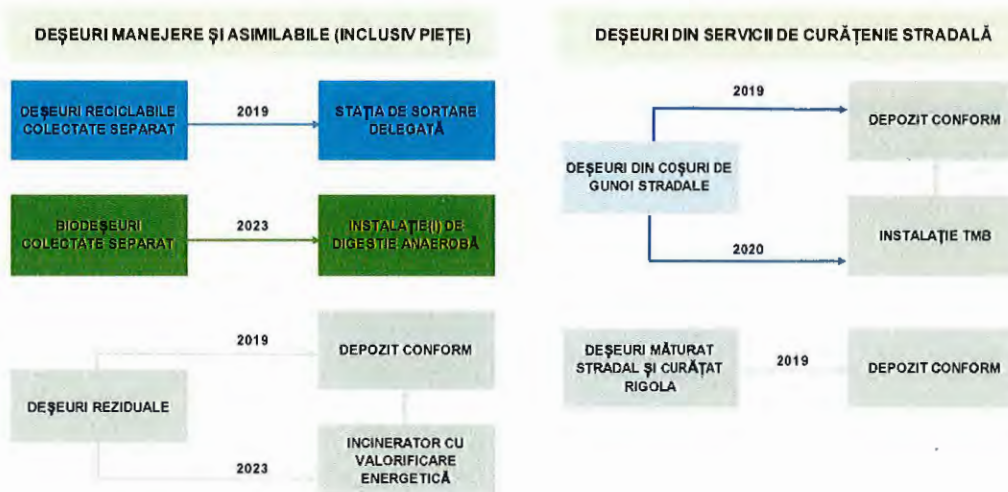 DEȘEURI MANEJERE ȘI ASIMILABILE (INCLUSIV PIEȚE)
DEȘEURI RECICLABILE
COLECTATE SEPARAT
2019
STAȚIA DE SORTARE
DELEGATĂ
BIODEȘEURI
COLECTATE SEPARAT
2023
INSTALAȚIE(I) DE
DIGESTIE ANAEROBĂ
DEȘEURI REZIDUALE
2019
DEPOZIT CONFORM
2023
INCINERATOR CU
VALORIFICARE
ENERGETICĂ
DEȘEURI DIN SERVICII DE CURĂȚENIE STRADALĂ
DEȘEURI DIN COȘURI DE
GUNOI STRADALE
2019
DEPOZIT CONFORM
2020
INSTALAȚIE TMB
DEȘEURI MĂTURAT
STRADAL ȘI CURĂȚAT
RIGOLA
2019
DEPOZIT CONFORM